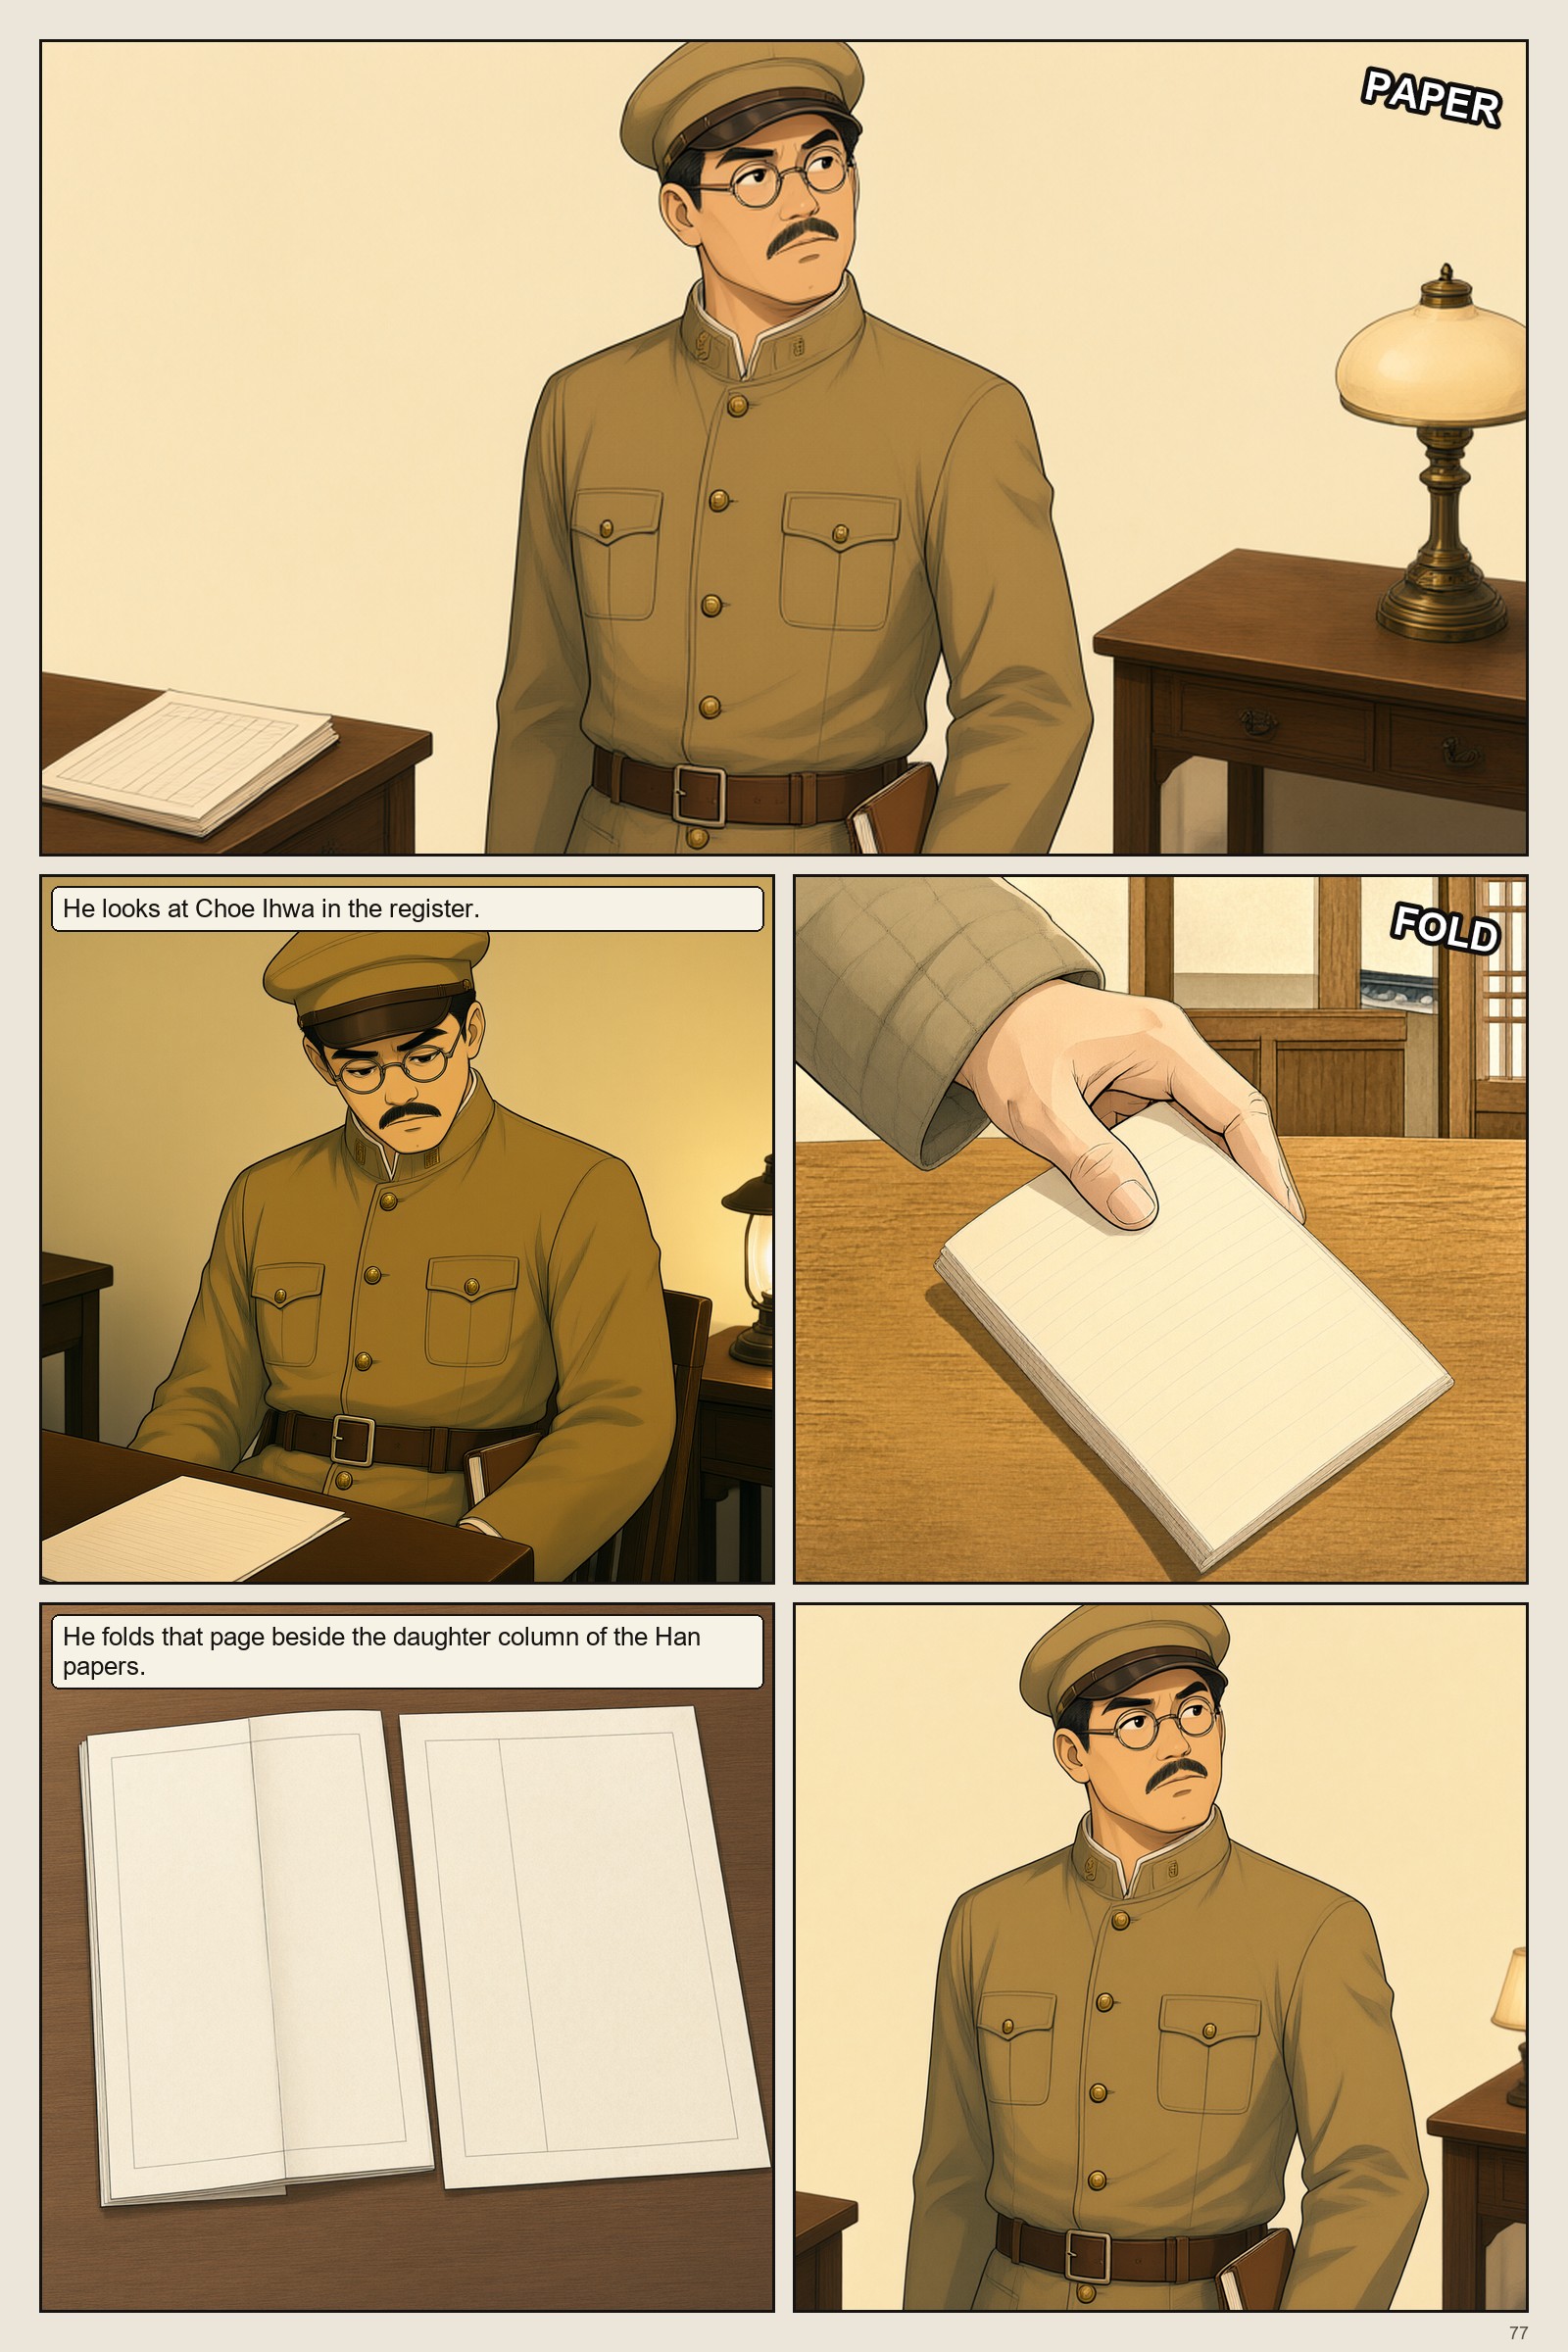 PAPER
He looks at Choe Ihwa in the register.
FOLD
He folds that page beside the daughter column of the Han
papers.
77